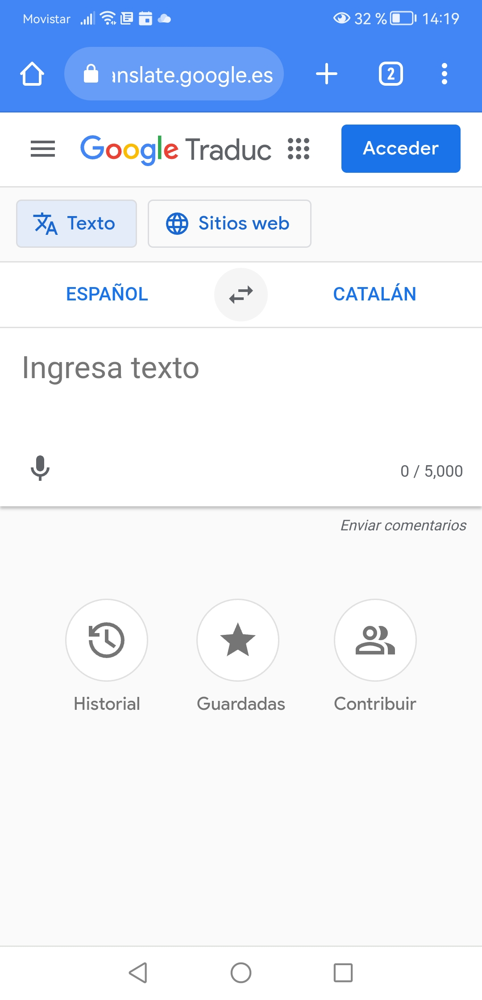 Movistar 32 % 14:19
anslate.google.es 2
Google Traduc Acceder
Texto Sitios web
ESPAÑOL CATALÁN
Ingresa texto
0 / 5,000
Enviar comentarios
Historial Guardadas Contribuir